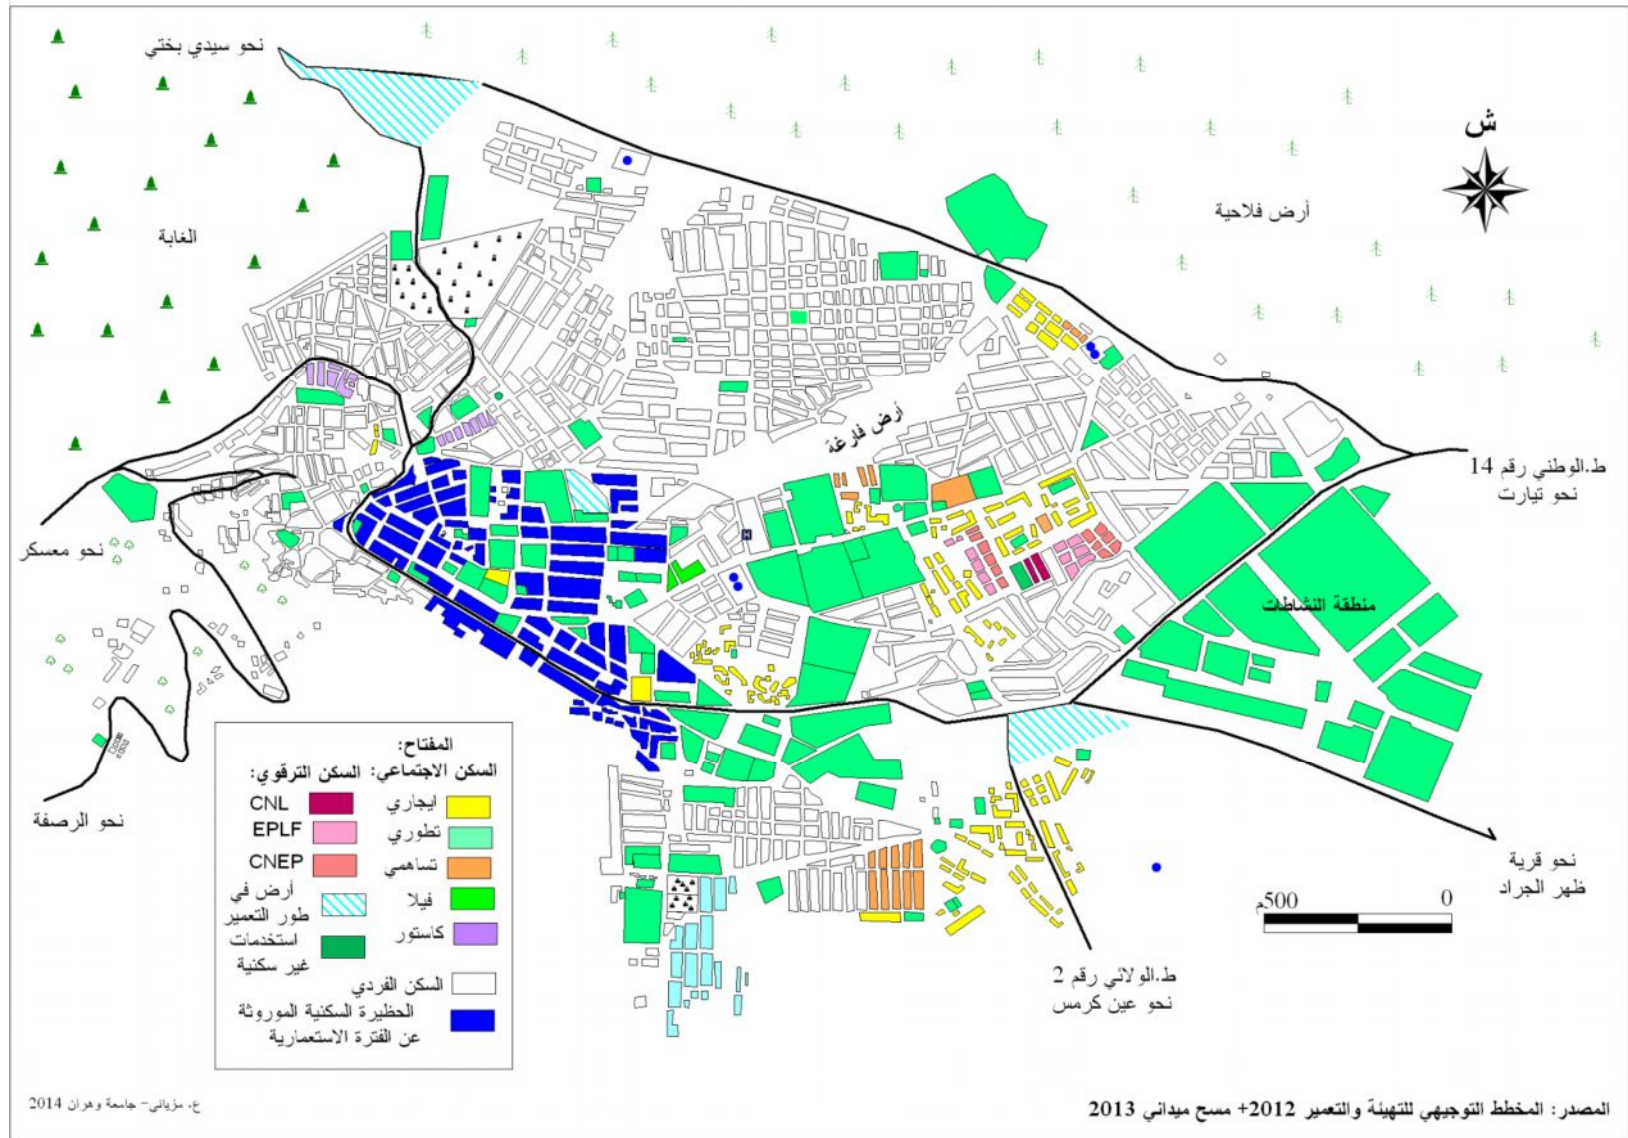 نحو سيدي بختي
ش
أرض فلاحية
الغابة
أرض فارغة
ط.الوطني رقم 14
نحو تيارت
نحو معسكر
H
منطقة النشاطات
المفتاح:
السكن الاجتماعي: السكن الترقوي:
ايجاري CNL
تطوري EPLF
تساهمي CNEP
فيلا أرض في
طور التعمير
كاستور استخدمات
غير سكنية
السكن الفردي
الحظيرة السكنية الموروثة
عن الفترة الاستعمارية
نحو الرصفة
نحو قرية
ظهر الجراد
500م 0
ط.الولائي رقم 2
نحو عين كرمس
المصدر: المخطط التوجيهي للتهيئة والتعمير 2012+ مسح ميداني 2013
ع. مزياني- جامعة وهران 2014